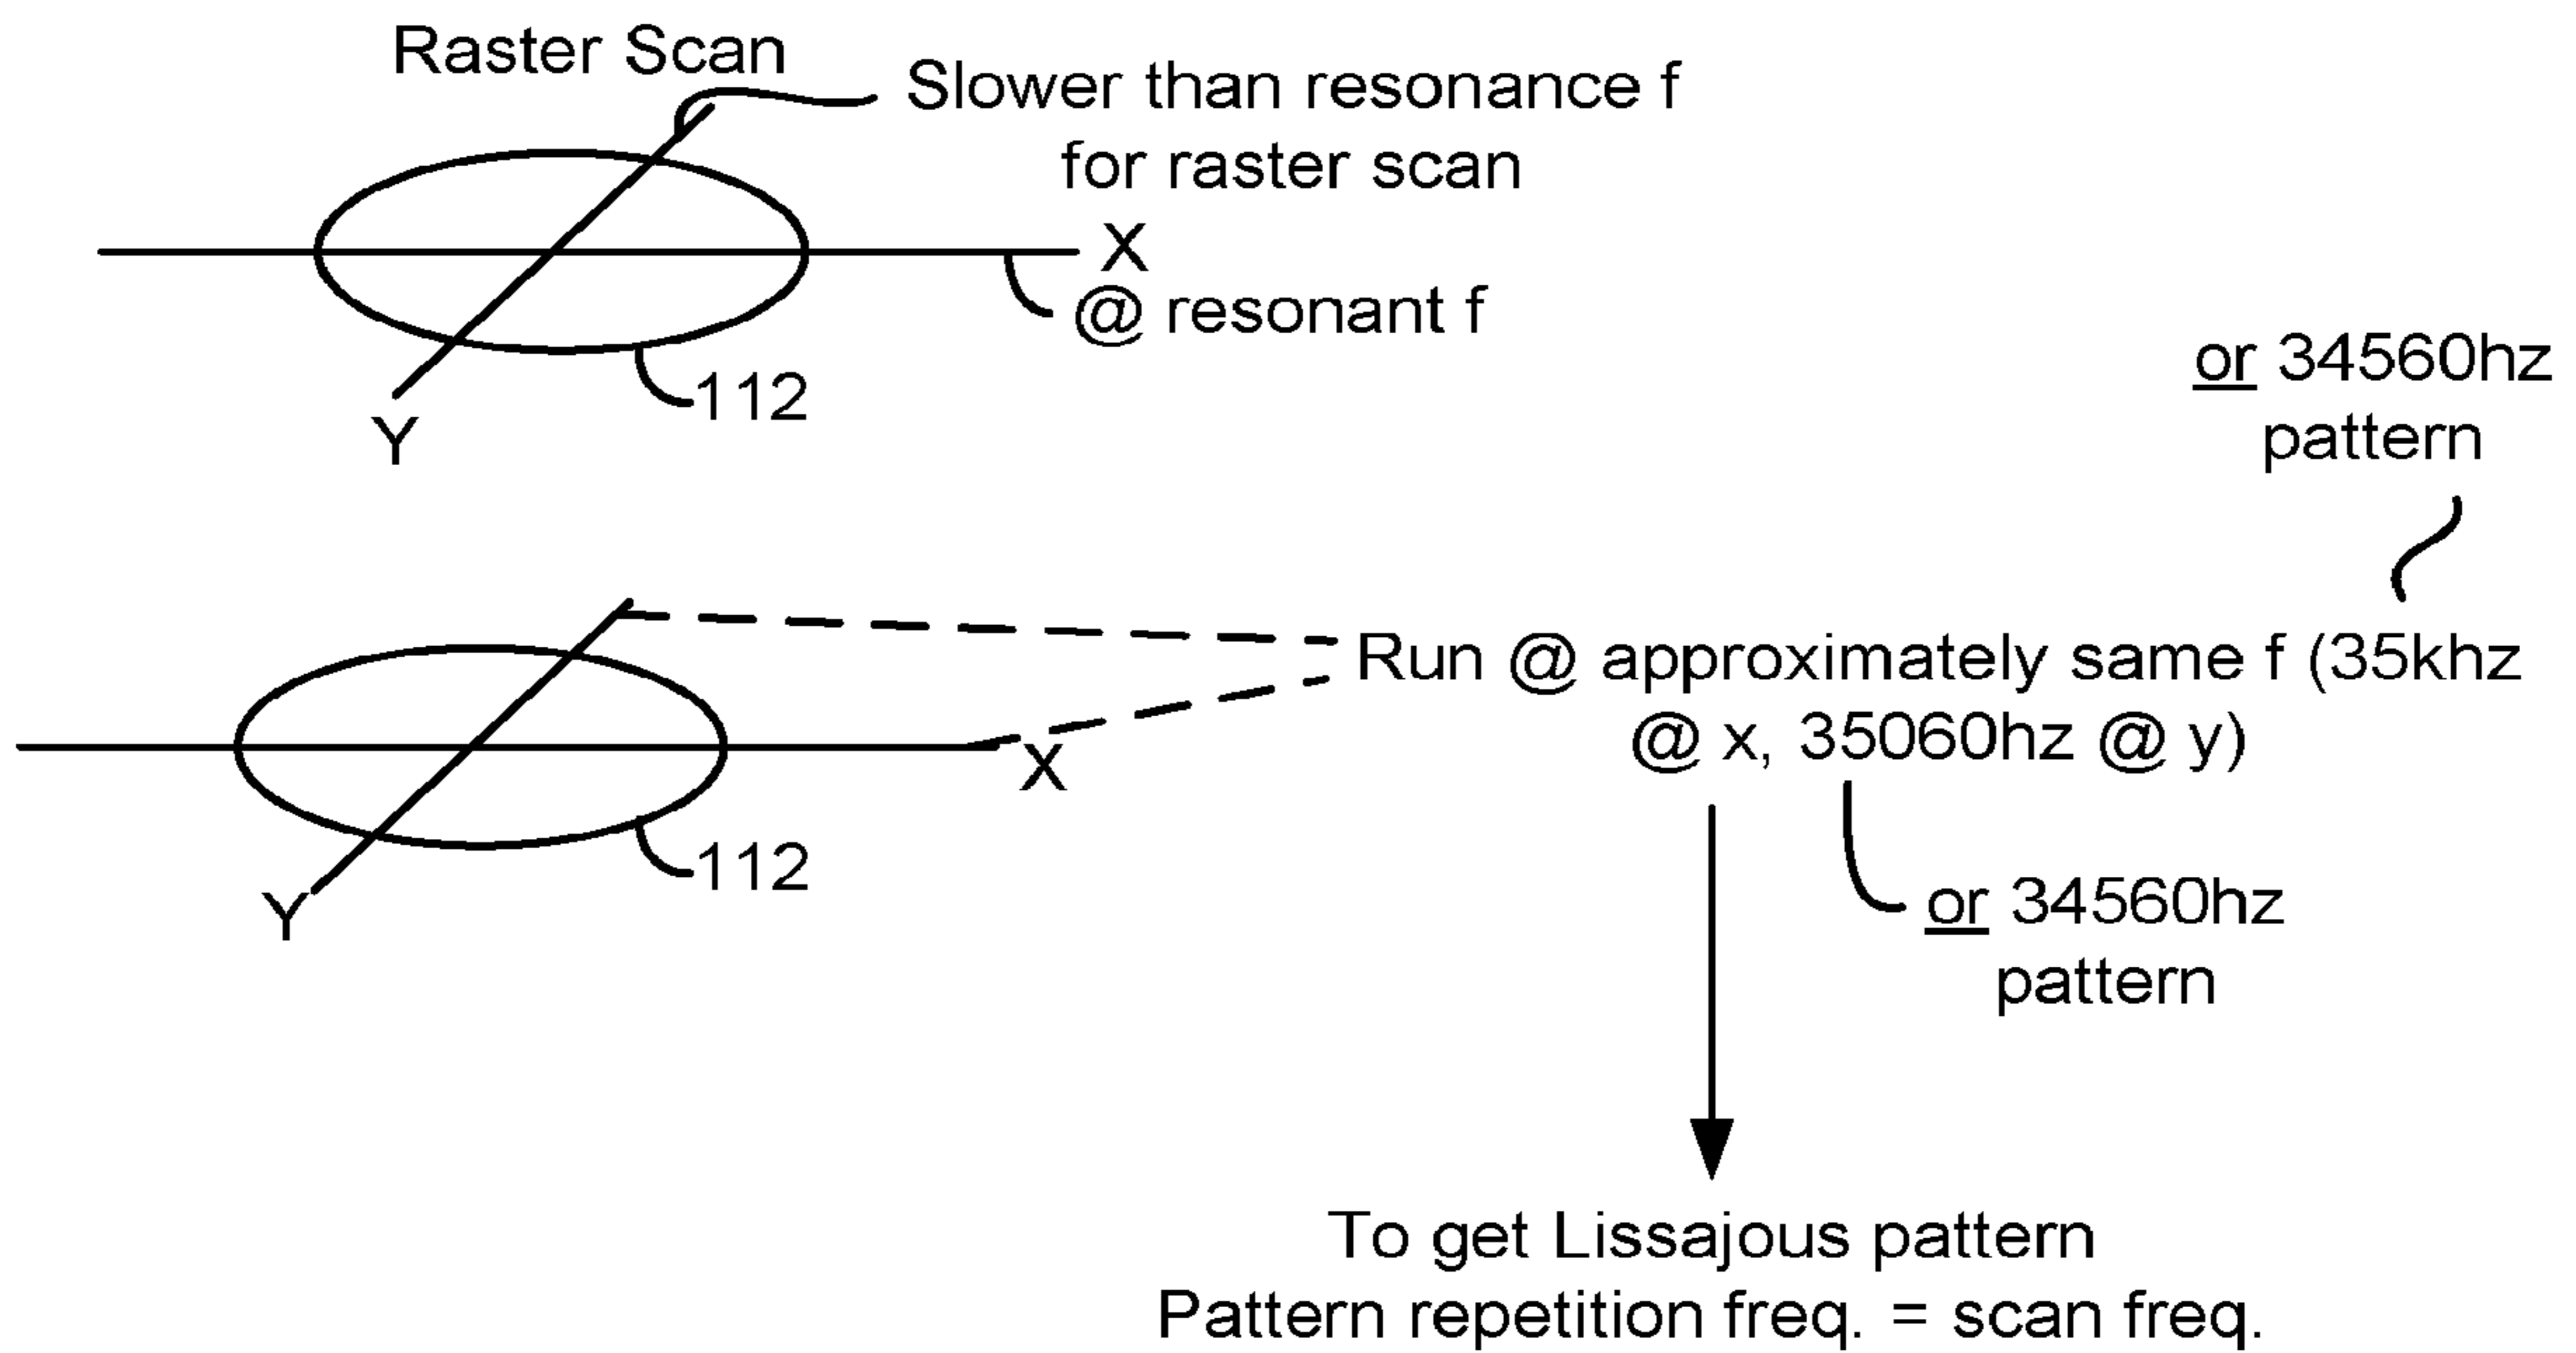 Raster Scan
Slower than resonance f
for raster scan
X
@ resonant f
112
Y
or 34560hz
pattern
Run @ approximately same f (35khz
@ x, 35060hz @ y)
X
112
Y
or 34560hz
pattern
To get Lissajous pattern
Pattern repetition freq. = scan freq.